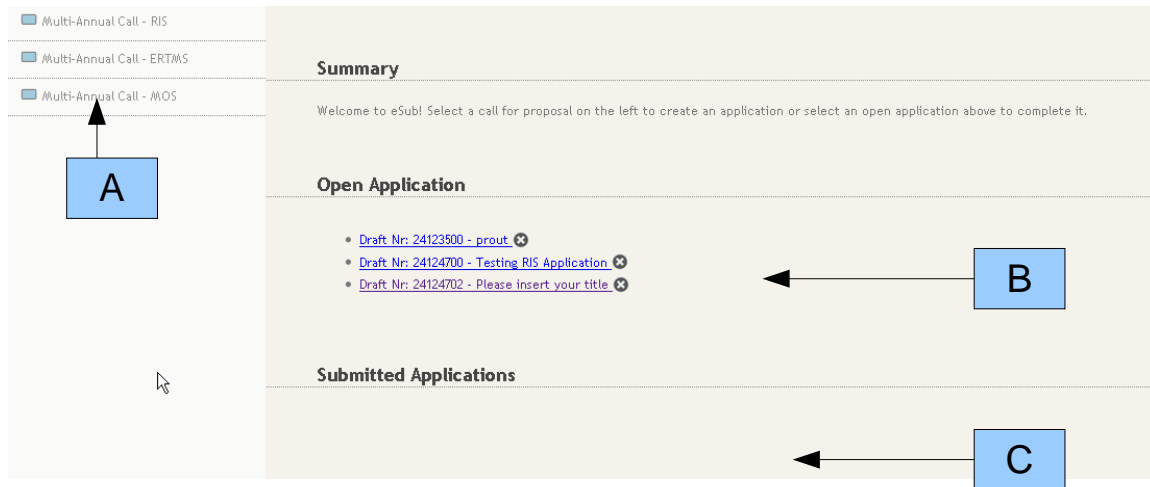 Multi-Annual Call - RIS
Multi-Annual Call - ERTMS
Multi-Annual Call - MOS
A
Summary
Welcome to eSub! Select a call for proposal on the left to create an application or select an open application above to complete it.
Open Application
Draft Nr: 24123500 - prout
Draft Nr: 24124700 - Testing RIS Application
Draft Nr: 24124702 - Please insert your title
B
Submitted Applications
C